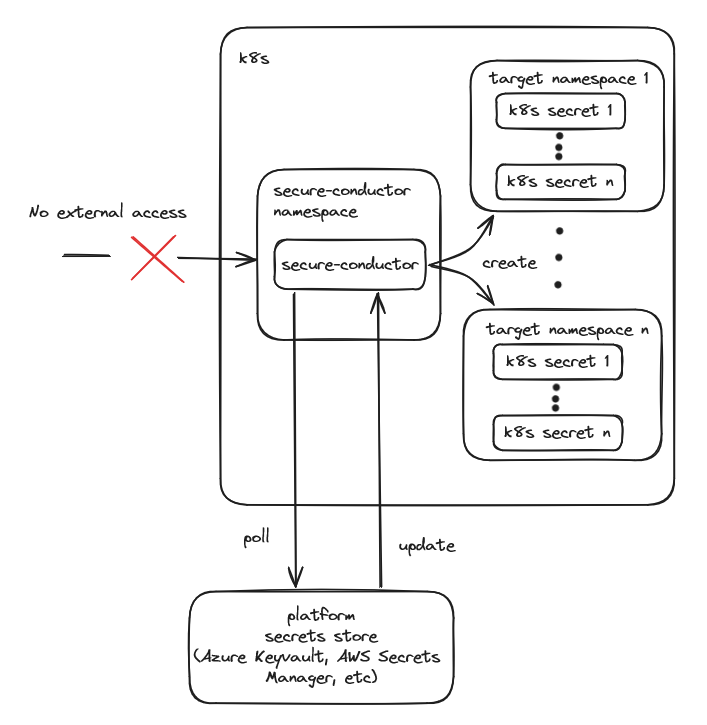 k8s
target namespace 1
k8s secret 1
k8s secret n
secure-conductor
namespace
No external access
secure-conductor
create
target namespace n
k8s secret 1
k8s secret n
poll
update
platform
secrets store
(Azure Keyvault, AWS Secrets
Manager, etc)